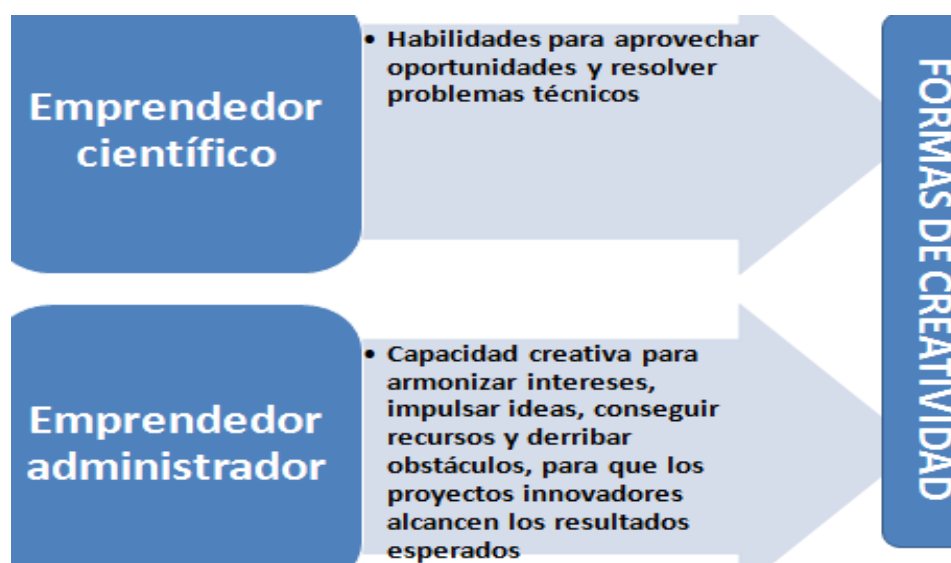 Emprendedor
científico
• Habilidades para aprovechar
oportunidades y resolver
problemas técnicos
Emprendedor
administrador
• Capacidad creativa para
armonizar intereses,
impulsar ideas, conseguir
recursos y derribar
obstáculos, para que los
proyectos innovadores
alcancen los resultados
esperados
FORMAS DE CREATIVIDAD